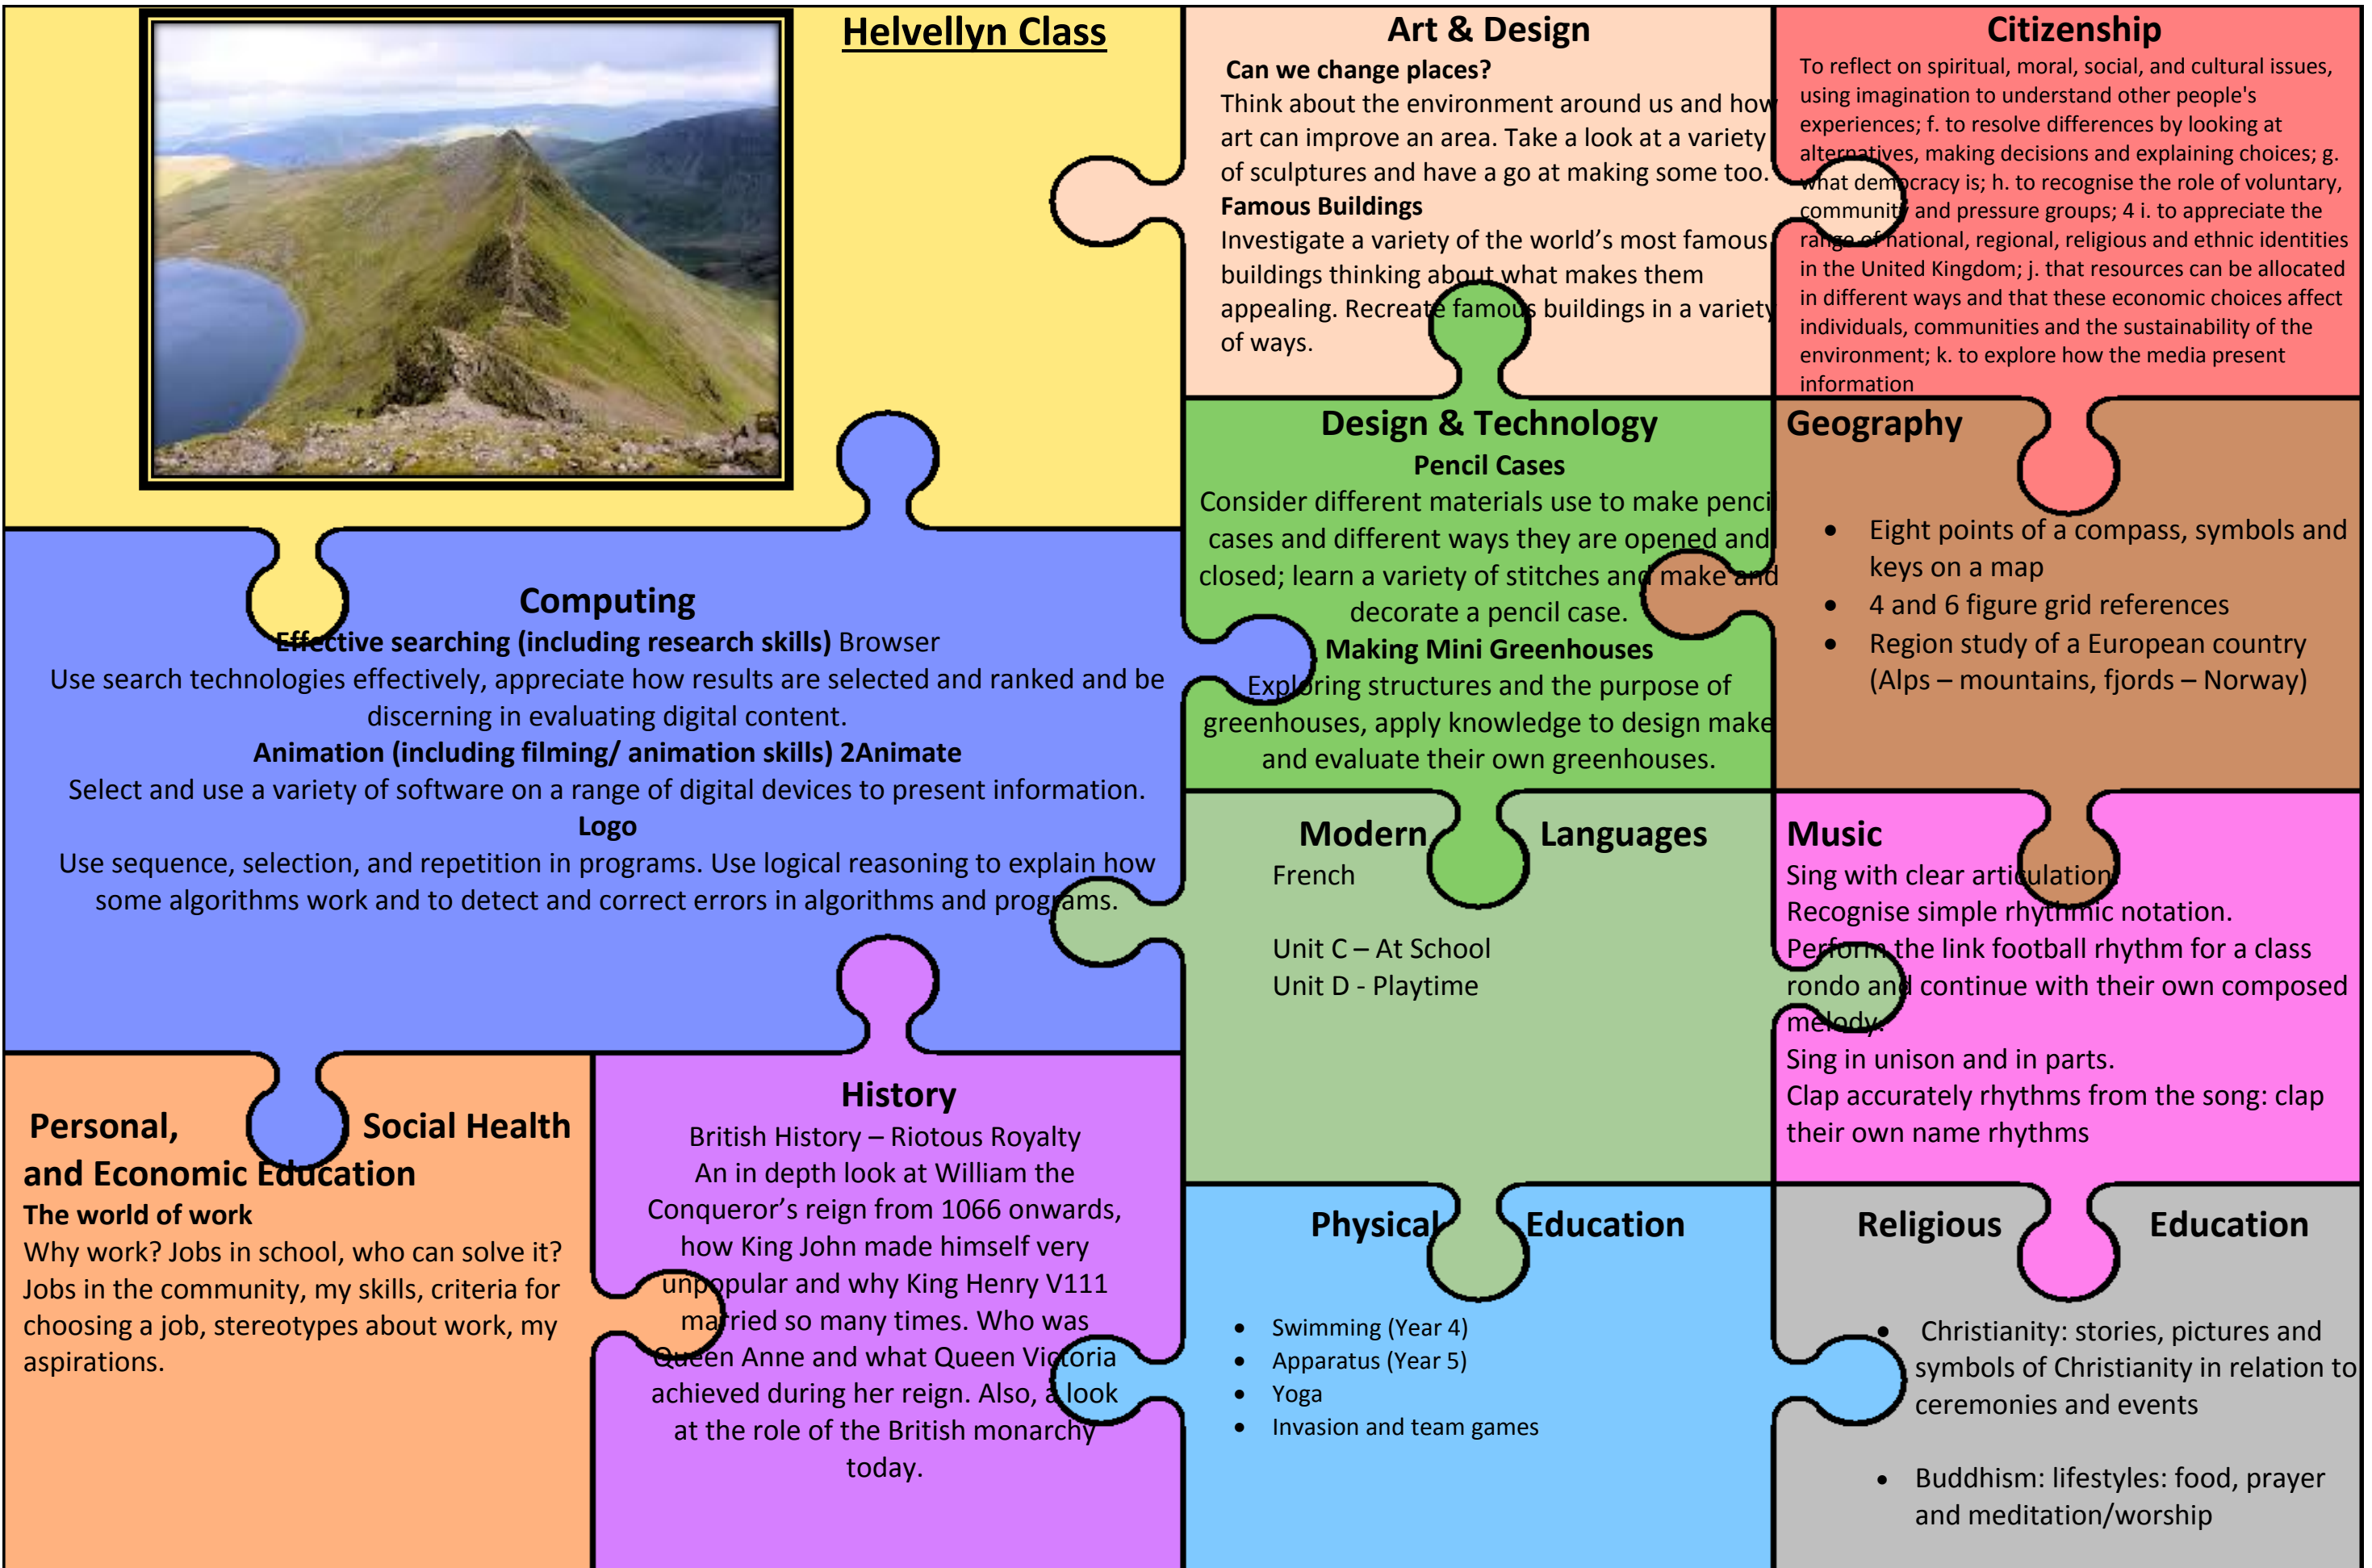 Helvellyn Class
Art & Design
Can we change places?
Think about the environment around us and how
art can improve an area. Take a look at a variety
of sculptures and have a go at making some too.
Famous Buildings
Investigate a variety of the world’s most famous
buildings thinking about what makes them
appealing. Recreate famous buildings in a variety
of ways.
Citizenship
To reflect on spiritual, moral, social, and cultural issues,
using imagination to understand other people's
experiences; f. to resolve differences by looking at
alternatives, making decisions and explaining choices; g.
what democracy is; h. to recognise the role of voluntary,
community and pressure groups; 4 i. to appreciate the
range of national, regional, religious and ethnic identities
in the United Kingdom; j. that resources can be allocated
in different ways and that these economic choices affect
individuals, communities and the sustainability of the
environment; k. to explore how the media present
information
Computing
Effective searching (including research skills) Browser
Use search technologies effectively, appreciate how results are selected and ranked and be
discerning in evaluating digital content.
Animation (including filming/ animation skills) 2Animate
Select and use a variety of software on a range of digital devices to present information.
Logo
Use sequence, selection, and repetition in programs. Use logical reasoning to explain how
some algorithms work and to detect and correct errors in algorithms and programs.
Design & Technology
Pencil Cases
Consider different materials use to make penci
cases and different ways they are opened and
closed; learn a variety of stitches and make and
decorate a pencil case.
Making Mini Greenhouses
Exploring structures and the purpose of
greenhouses, apply knowledge to design make
and evaluate their own greenhouses.
Geography
• Eight points of a compass, symbols and
keys on a map
• 4 and 6 figure grid references
• Region study of a European country
(Alps – mountains, fjords – Norway)
Modern Languages
French
Unit C – At School
Unit D - Playtime
Music
Sing with clear articulation.
Recognise simple rhythmic notation.
Perform the link football rhythm for a class
rondo and continue with their own composed
melody.
Sing in unison and in parts.
Clap accurately rhythms from the song: clap
their own name rhythms
Personal, Social Health
and Economic Education
The world of work
Why work? Jobs in school, who can solve it?
Jobs in the community, my skills, criteria for
choosing a job, stereotypes about work, my
aspirations.
History
British History – Riotous Royalty
An in depth look at William the
Conqueror’s reign from 1066 onwards,
how King John made himself very
unpopular and why King Henry V111
married so many times. Who was
Queen Anne and what Queen Victoria
achieved during her reign. Also, a look
at the role of the British monarchy
today.
Physical Education
• Swimming (Year 4)
• Apparatus (Year 5)
• Yoga
• Invasion and team games
Religious Education
• Christianity: stories, pictures and
symbols of Christianity in relation to
ceremonies and events
• Buddhism: lifestyles: food, prayer
and meditation/worship